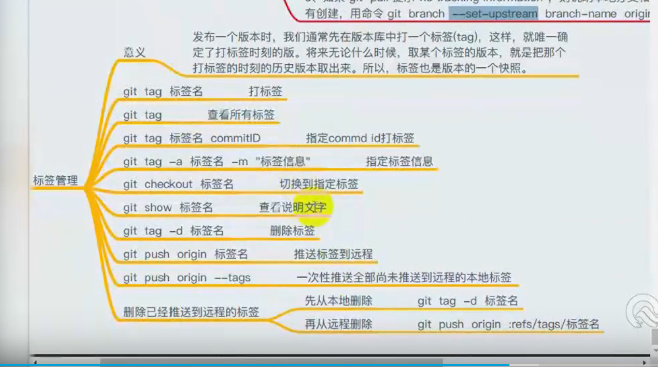 有创建，用命令 git branch --set-upstream branch-name origin
意义
发布一个版本时，我们通常先在版本库中打一个标签(tag)，这样，就唯一确
定了打标签时刻的版。将来无论什么时候，取某个标签的版本，就是把那个
打标签的时刻的历史版本取出来。所以，标签也是版本的一个快照。
git tag 标签名 打标签
git tag 查看所有标签
git tag 标签名 commitID 指定commd id打标签
git tag -a 标签名 -m "标签信息" 指定标签信息
标签管理
git checkout 标签名 切换到指定标签
git show 标签名 查看说明文字
git tag -d 标签名 删除标签
git push origin 标签名 推送标签到远程
git push origin --tags 一次性推送全部尚未推送到远程的本地标签
删除已经推送到远程的标签
先从本地删除 git tag -d 标签名
再从远程删除 git push origin :refs/tags/标签名